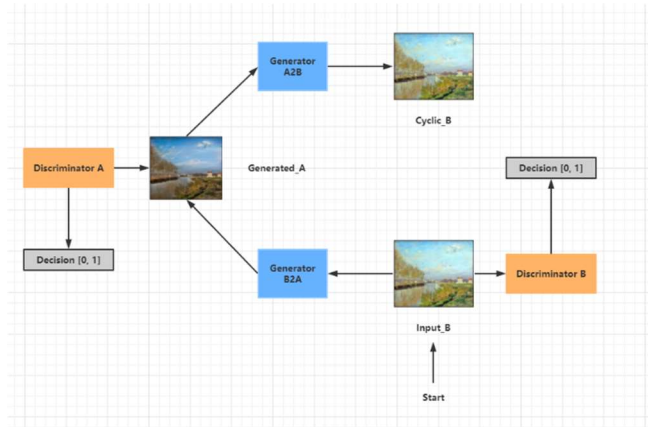 Generator
A2B
Cyclic_B
Discriminator A
Generated_A
Decision [0, 1]
Decision [0, 1]
Generator
B2A
Discriminator B
Input_B
Start